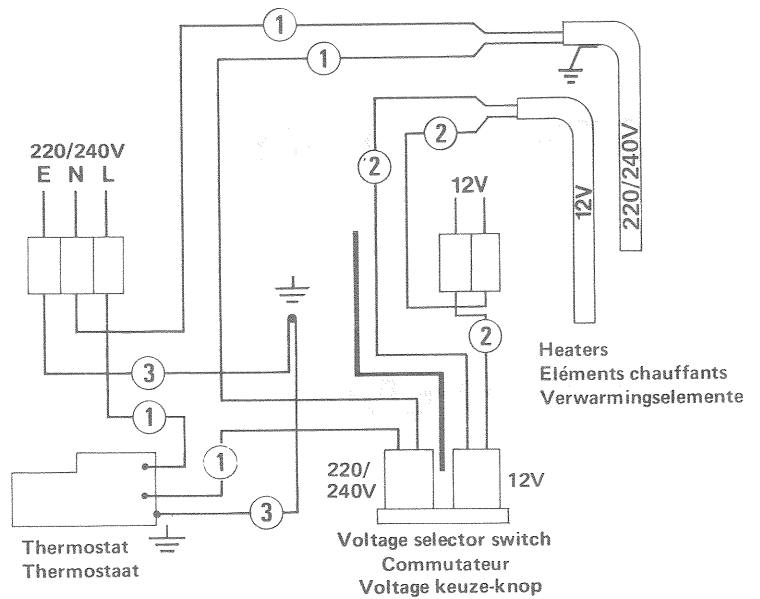 1
1
2
2
220/240V
E N L
12V
12V
220/240V
2
3
1
1
3
Heaters
Eléments chauffants
Verwarmingselemente
220/
240V
12V
Thermostat
Thermostaat
Voltage selector switch
Commutateur
Voltage keuze-knop